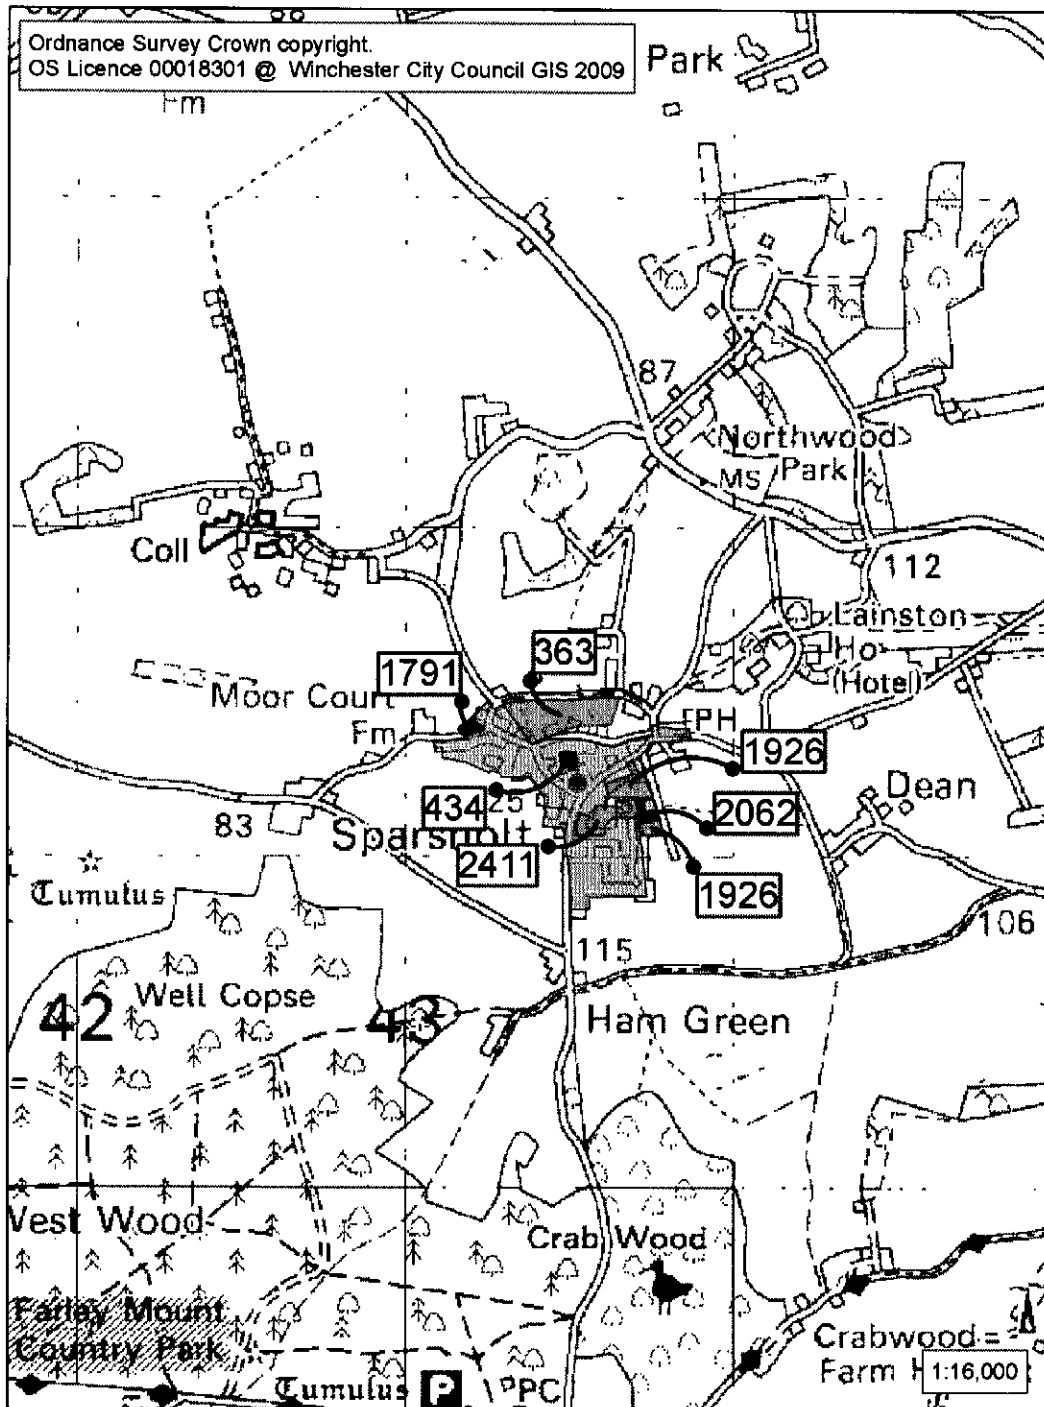 Ordnance Survey Crown copyright.
OS Licence 00018301 @ Winchester City Council GIS 2009
Park
Fm
87
Northwood
Park
MS
Coll
112
Lainston
Ho
(Hotel)
363
1791
Moor Court
Fm
PH
1926
Dean
434
25
2062
83
Sparsholt
2411
1926
Tumulus
106
115
Well Copse
42
43
Ham Green
West Wood
Crab Wood
Farley Mount
Country Park
Crabwood
Farm H
1:16,000
Tumulus
P
PC